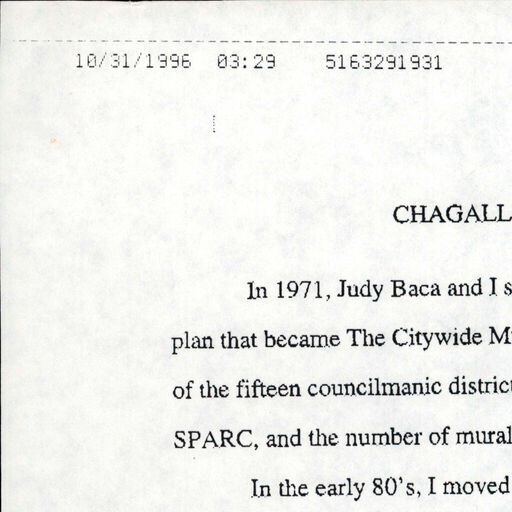 10/31/1996 03:29 5163291931
CHAGALL
In 1971, Judy Baca and I s
plan that became The Citywide M
of the fifteen councilmanic distric
SPARC, and the number of mural
In the early 80's, I moved